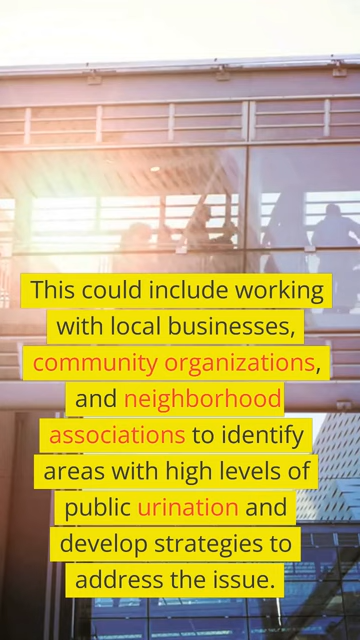 This could include working
with local businesses,
community organizations,
and neighborhood
associations to identify
areas with high levels of
public urination and
develop strategies to
address the issue.